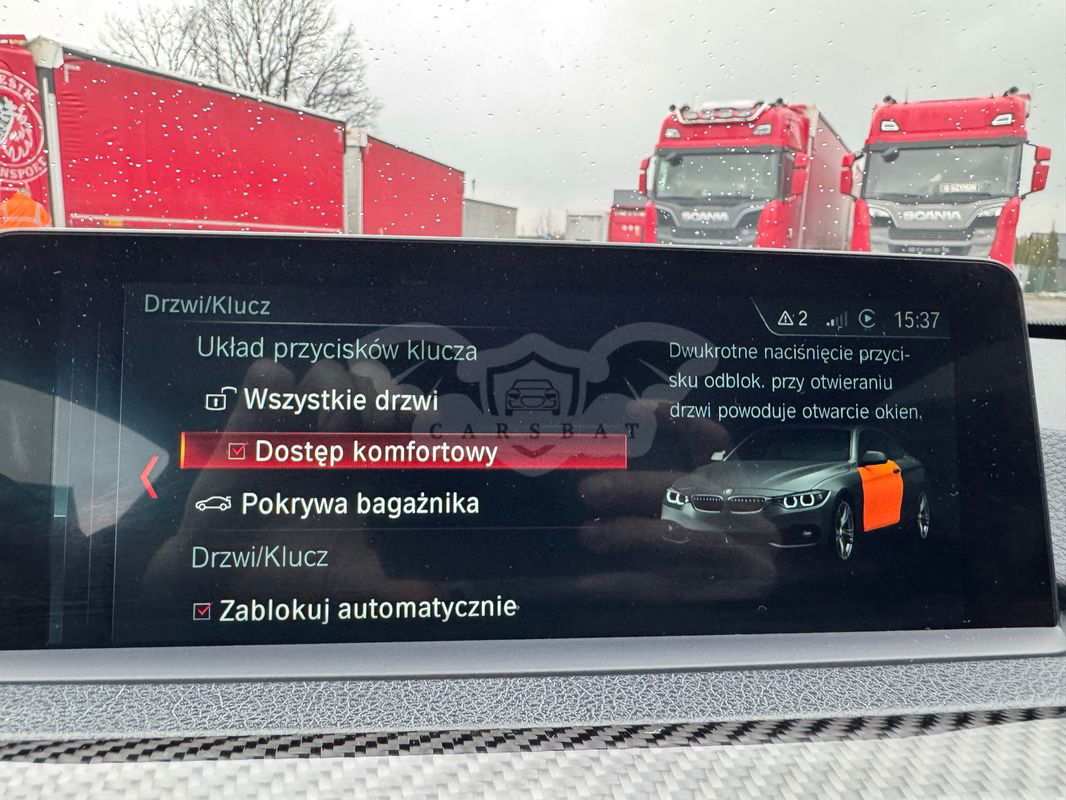 TRANSPORT
SCANIA
SCANIA
Drzwi/Klucz
2
15:37
Układ przycisków klucza
Wszystkie drzwi
Dostęp komfortowy
Pokrywa bagażnika
Drzwi/Klucz
Zablokuj automatycznie
Dwukrotne naciśnięcie przyci-
sku odblok. przy otwieraniu
drzwi powoduje otwarcie okien.
CARSBAT